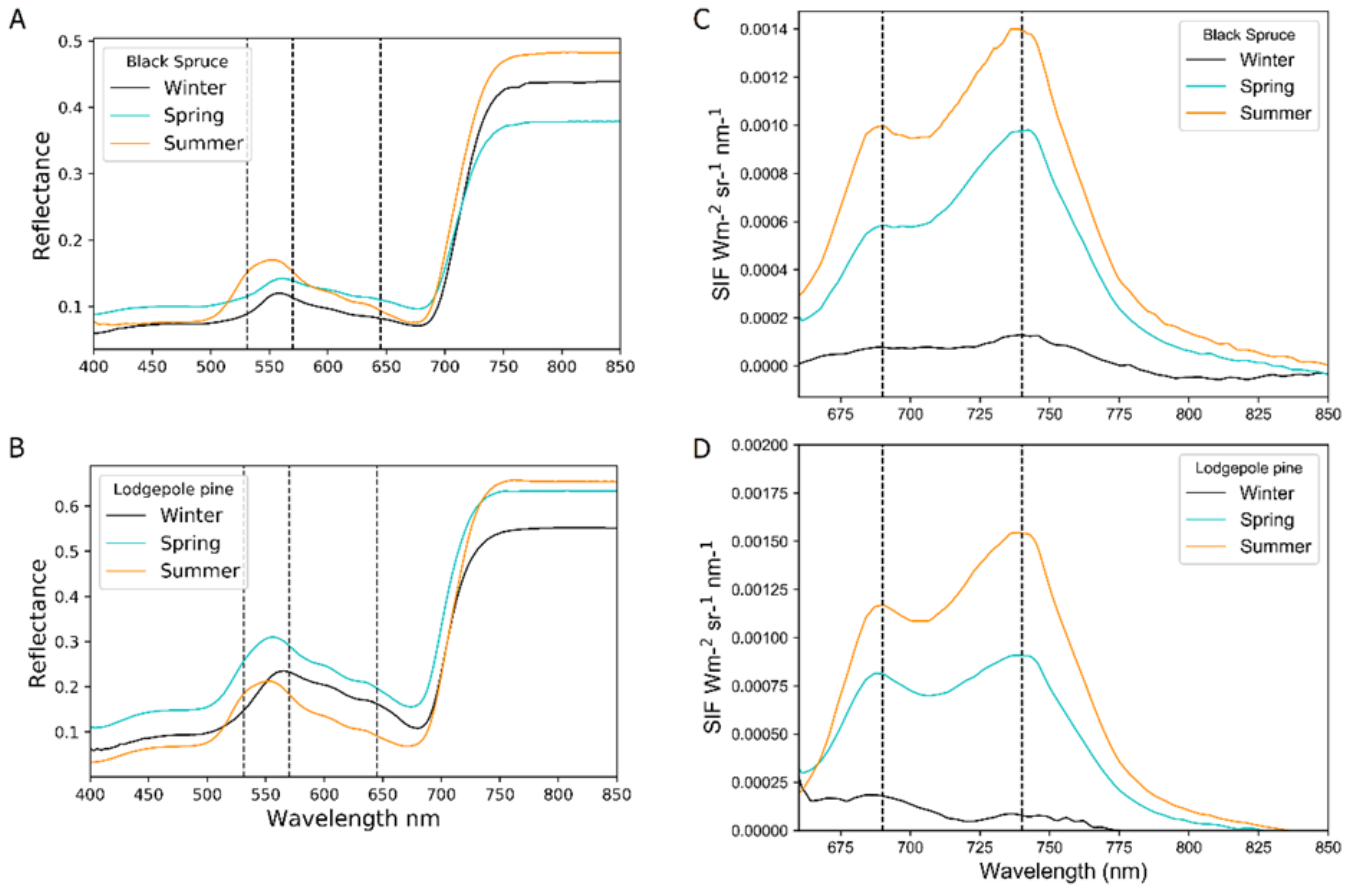 A
Reflectance
0.5
0.4
0.3
0.2
0.1
Black Spruce
Winter
Spring
Summer
400 450 500 550 600 650 700 750 800 850
B
Reflectance
0.6
0.5
0.4
0.3
0.2
0.1
Lodgepole pine
Winter
Spring
Summer
400 450 500 550 600 650 700 750 800 850
Wavelength nm
C
SIF Wm-2 sr-1 nm-1
0.0014
0.0012
0.0010
0.0006
0.0004
0.0002
0.0000
Black Spruce
Winter
Spring
Summer
675 700 725 750 775 800 825 850
D
SIF Wm-2 sr-1 nm-1
0.00200
0.00175
0.00150
0.00125
0.00100
0.00075
0.00050
0.00025
0.00000
Lodgepole pine
Winter
Spring
Summer
675 700 725 750 775 800 825 850
Wavelength (nm)